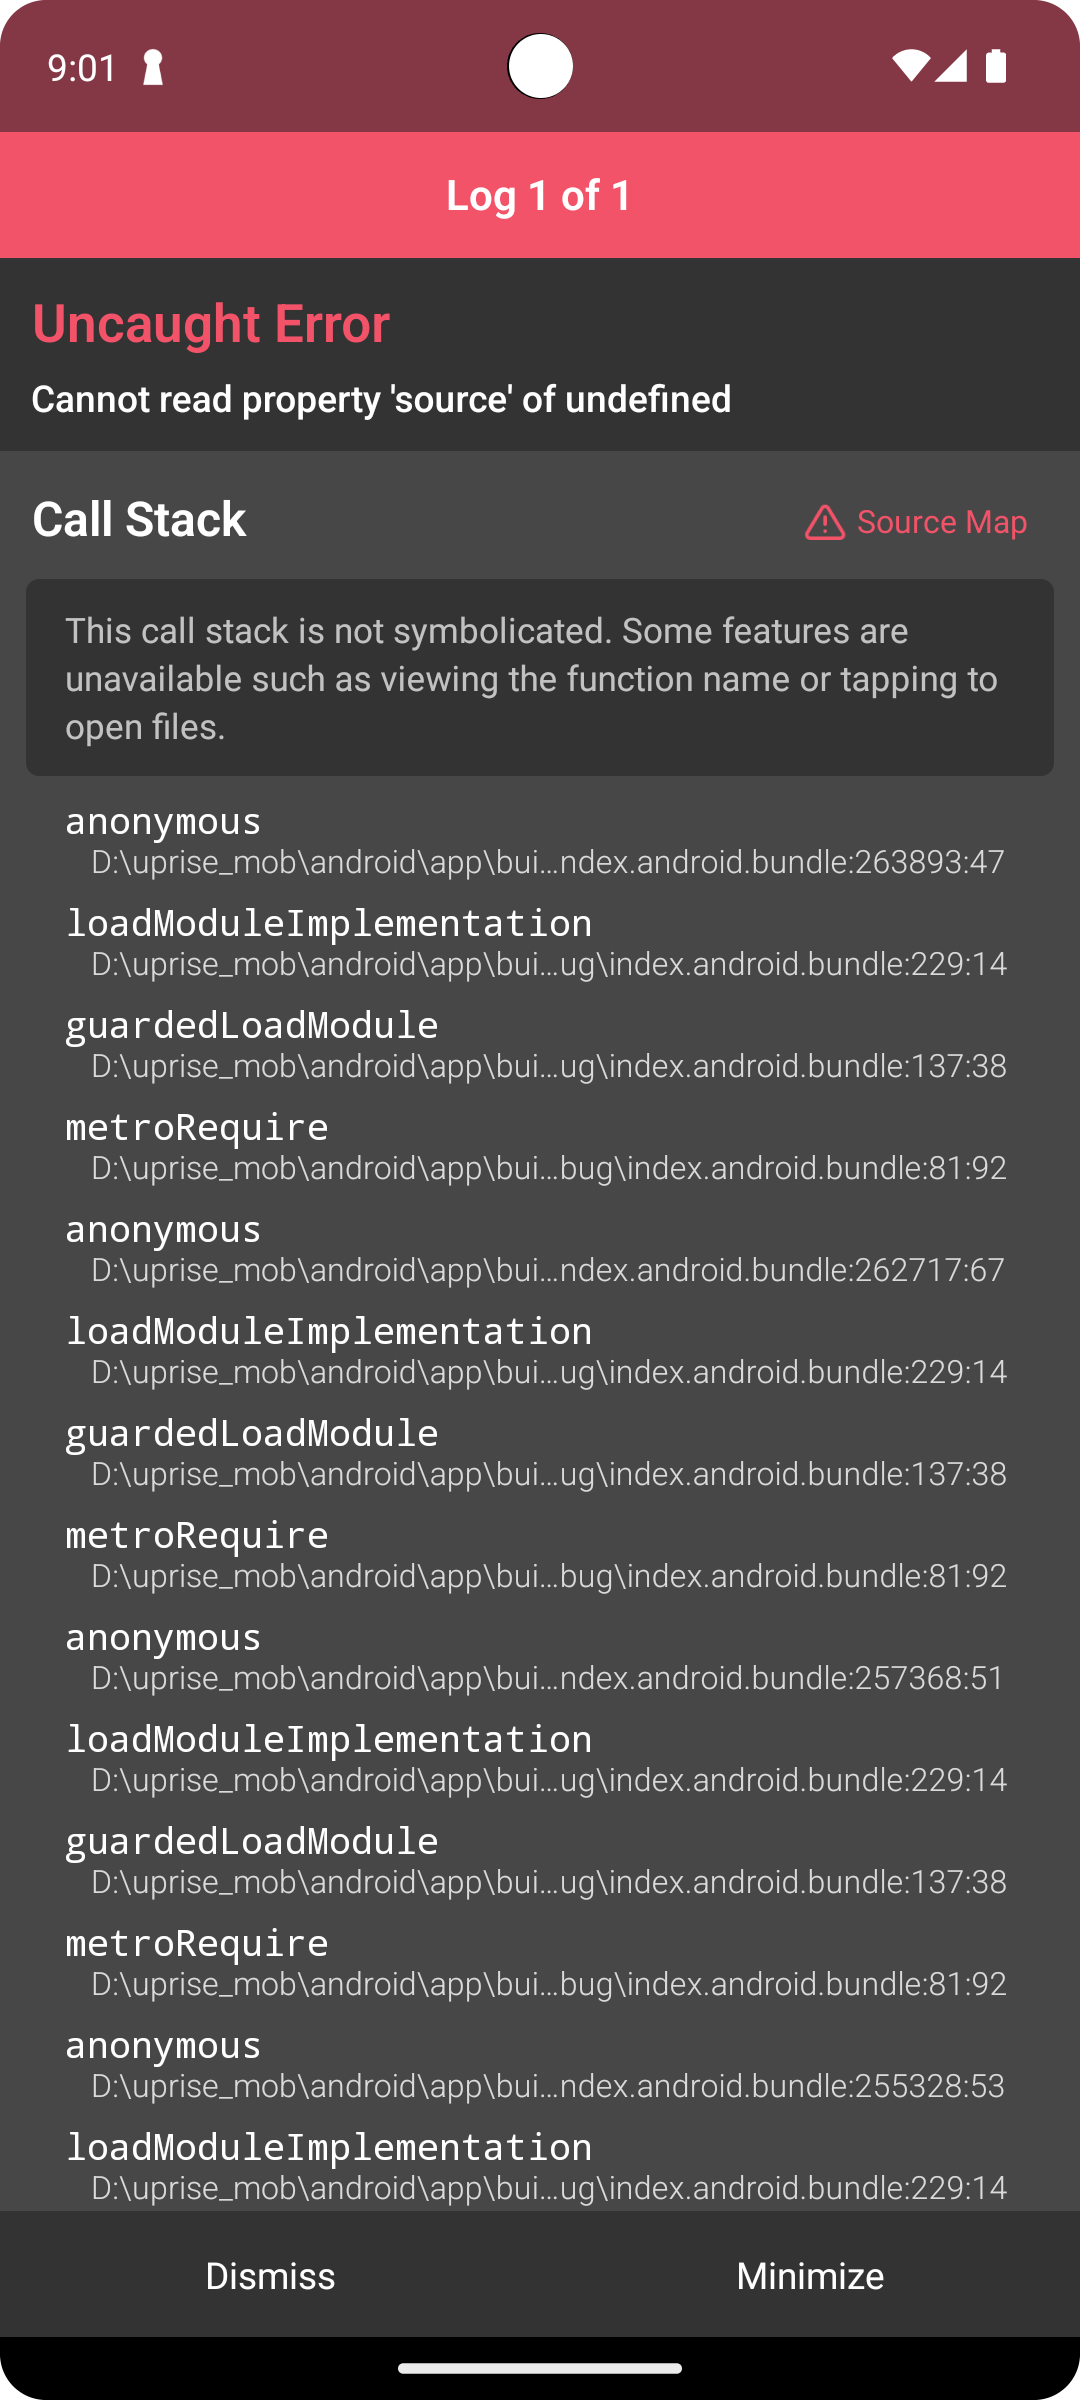 9:01
Log 1 of 1
Uncaught Error
Cannot read property 'source' of undefined
Call Stack
Source Map
This call stack is not symbolicated. Some features are
unavailable such as viewing the function name or tapping to
open files.
anonymous
D:\uprise_mob\android\app\bui...ndex.android.bundle:263893:47
loadModuleImplementation
D:\uprise_mob\android\app\bui...ug\index.android.bundle:229:14
guardedLoadModule
D:\uprise_mob\android\app\bui...ug\index.android.bundle:137:38
metroRequire
D:\uprise_mob\android\app\bui...bug\index.android.bundle:81:92
anonymous
D:\uprise_mob\android\app\bui...ndex.android.bundle:262717:67
loadModuleImplementation
D:\uprise_mob\android\app\bui...ug\index.android.bundle:229:14
guardedLoadModule
D:\uprise_mob\android\app\bui...ug\index.android.bundle:137:38
metroRequire
D:\uprise_mob\android\app\bui...bug\index.android.bundle:81:92
anonymous
D:\uprise_mob\android\app\bui...ndex.android.bundle:257368:51
loadModuleImplementation
D:\uprise_mob\android\app\bui...ug\index.android.bundle:229:14
guardedLoadModule
D:\uprise_mob\android\app\bui...ug\index.android.bundle:137:38
metroRequire
D:\uprise_mob\android\app\bui...bug\index.android.bundle:81:92
anonymous
D:\uprise_mob\android\app\bui...ndex.android.bundle:255328:53
loadModuleImplementation
D:\uprise_mob\android\app\bui...ug\index.android.bundle:229:14
Dismiss
Minimize